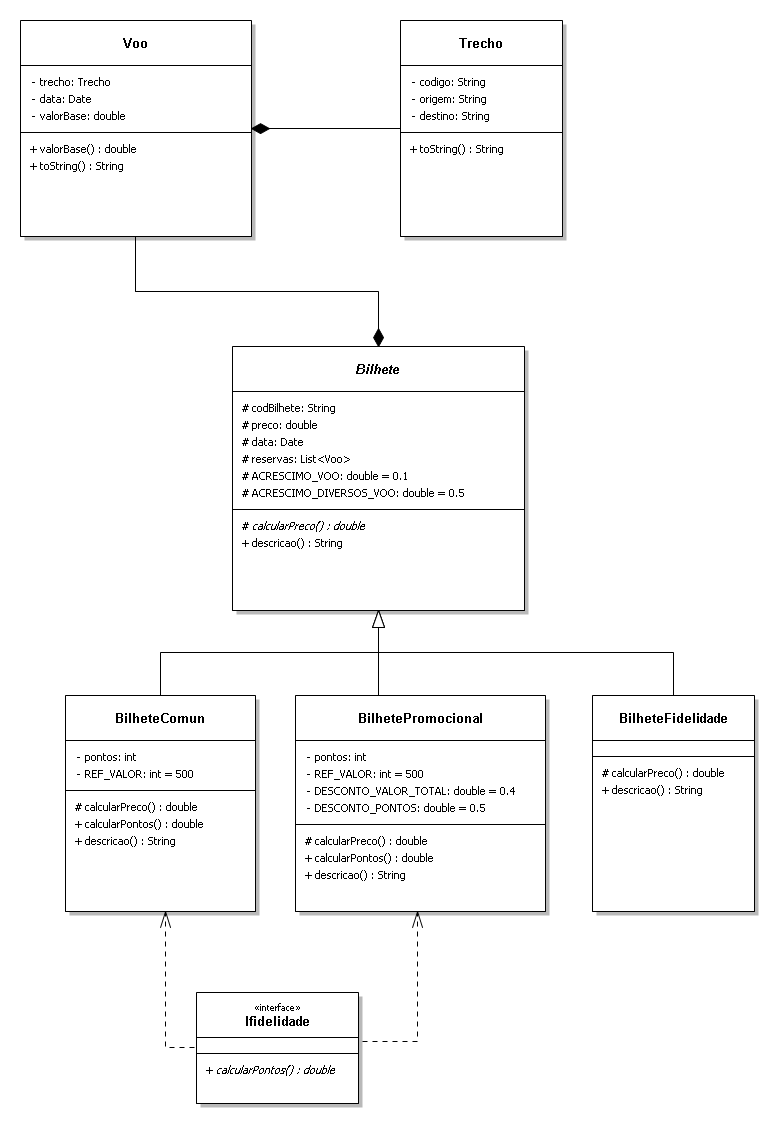 Voo
- trecho: Trecho
- data: Date
- valorBase: double
+ valorBase() : double
+ toString() : String
Trecho
- codigo: String
- origem: String
- destino: String
+ toString() : String
Bilhete
# codBilhete: String
# preco: double
# data: Date
# reservas: List<Voo>
# ACRESCIMO_VOO: double = 0.1
# ACRESCIMO_DIVERSOS_VOO: double = 0.5
# calcularPreco() : double
+ descricao() : String
BilheteComun
- pontos: int
- REF_VALOR: int = 500
# calcularPreco() : double
+ calcularPontos() : double
+ descricao() : String
BilhetePromocional
- pontos: int
- REF_VALOR: int = 500
- DESCONTO_VALOR_TOTAL: double = 0.4
- DESCONTO_PONTOS: double = 0.5
# calcularPreco() : double
+ calcularPontos() : double
+ descricao() : String
BilheteFidelidade
# calcularPreco() : double
+ descricao() : String
«interface»
Ifidelidade
+ calcularPontos() : double